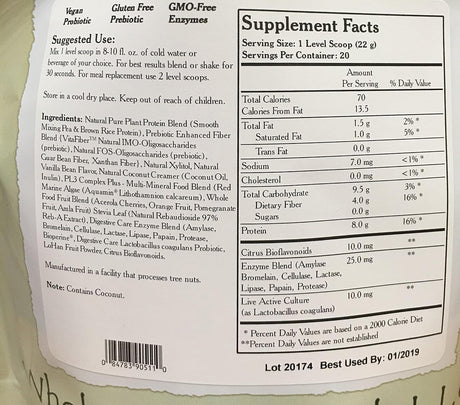 Vegan
Probiotic
Gluten Free
Prebiotic
GMO-Free
Enzymes
Suggested Use:
Mix 1 level scoop in 8-10 fl. oz. of cold water or
beverage of your choice. For best results blend or shake for
30 seconds. For meal replacement use 2 level scoops.
Store in a cool dry place. Keep out of reach of children.
Ingredients: Natural Pure Plant Protein Blend (Smooth
Mixing Pea & Brown Rice Protein), Prebiotic Enhanced Fiber
Blend (VitaFiber™ Natural IMO-Oligosaccharides
(prebiotic), Natural FOS-Oligosaccharides (prebiotic),
Guar Bean Fiber, Xanthan Fiber), Natural Xylitol, Natural
Vanilla Bean Flavor, Natural Coconut Creamer (Coconut Oil,
Inulin), PL3 Complex Plus - Multi-Mineral Food Blend (Red
Marine Algae (Aquamin® Lithothamnion calcareum), Whole
Food Fruit Blend (Acerola Cherries, Orange Fruit, Pomegranate
Fruit, Amla Fruit) Stevia Leaf (Natural Rebaudioside 97%
Reb-A Extract), Digestive Care Enzyme Blend (Amylase,
Bromelain, Cellulase, Lactase, Lipase, Papain, Protease,
Bioperine®, Digestive Care Lactobacillus coagulans Probiotic,
LoHan Fruit Powder, Citrus Bioflavonoids.
Manufactured in a facility that processes tree nuts.
Note: Contains Coconut.
0 84783 90511 0
Supplement Facts
Serving Size: 1 Level Scoop (22 g)
Servings Per Container: 20
Amount
Per Serving % Daily Value
Total Calories 70
Calories From Fat 13.5
Total Fat 1.5 g 2% *
Saturated Fat 1.0 g 5% *
Trans Fat 0.0 g
Sodium 7.0 mg <1% *
Cholesterol 0.0 mg <1% *
Total Carbohydrate 9.5 g 3% *
Dietary Fiber 4.0 g 16% *
Sugars 0.0 g
Protein 8.0 g 16% *
Citrus Bioflavonoids 10.0 mg **
Enzyme Blend (Amylase 25.0 mg **
Bromelain, Cellulase, Lactase,
Lipase, Papain, Protease)
Live Active Culture 10.0 mg **
(as Lactobacillus coagulans)
* Percent Daily Values are based on a 2000 Calorie Diet
**Percent Daily Values are not established
Lot 20174 Best Used By: 01/2019